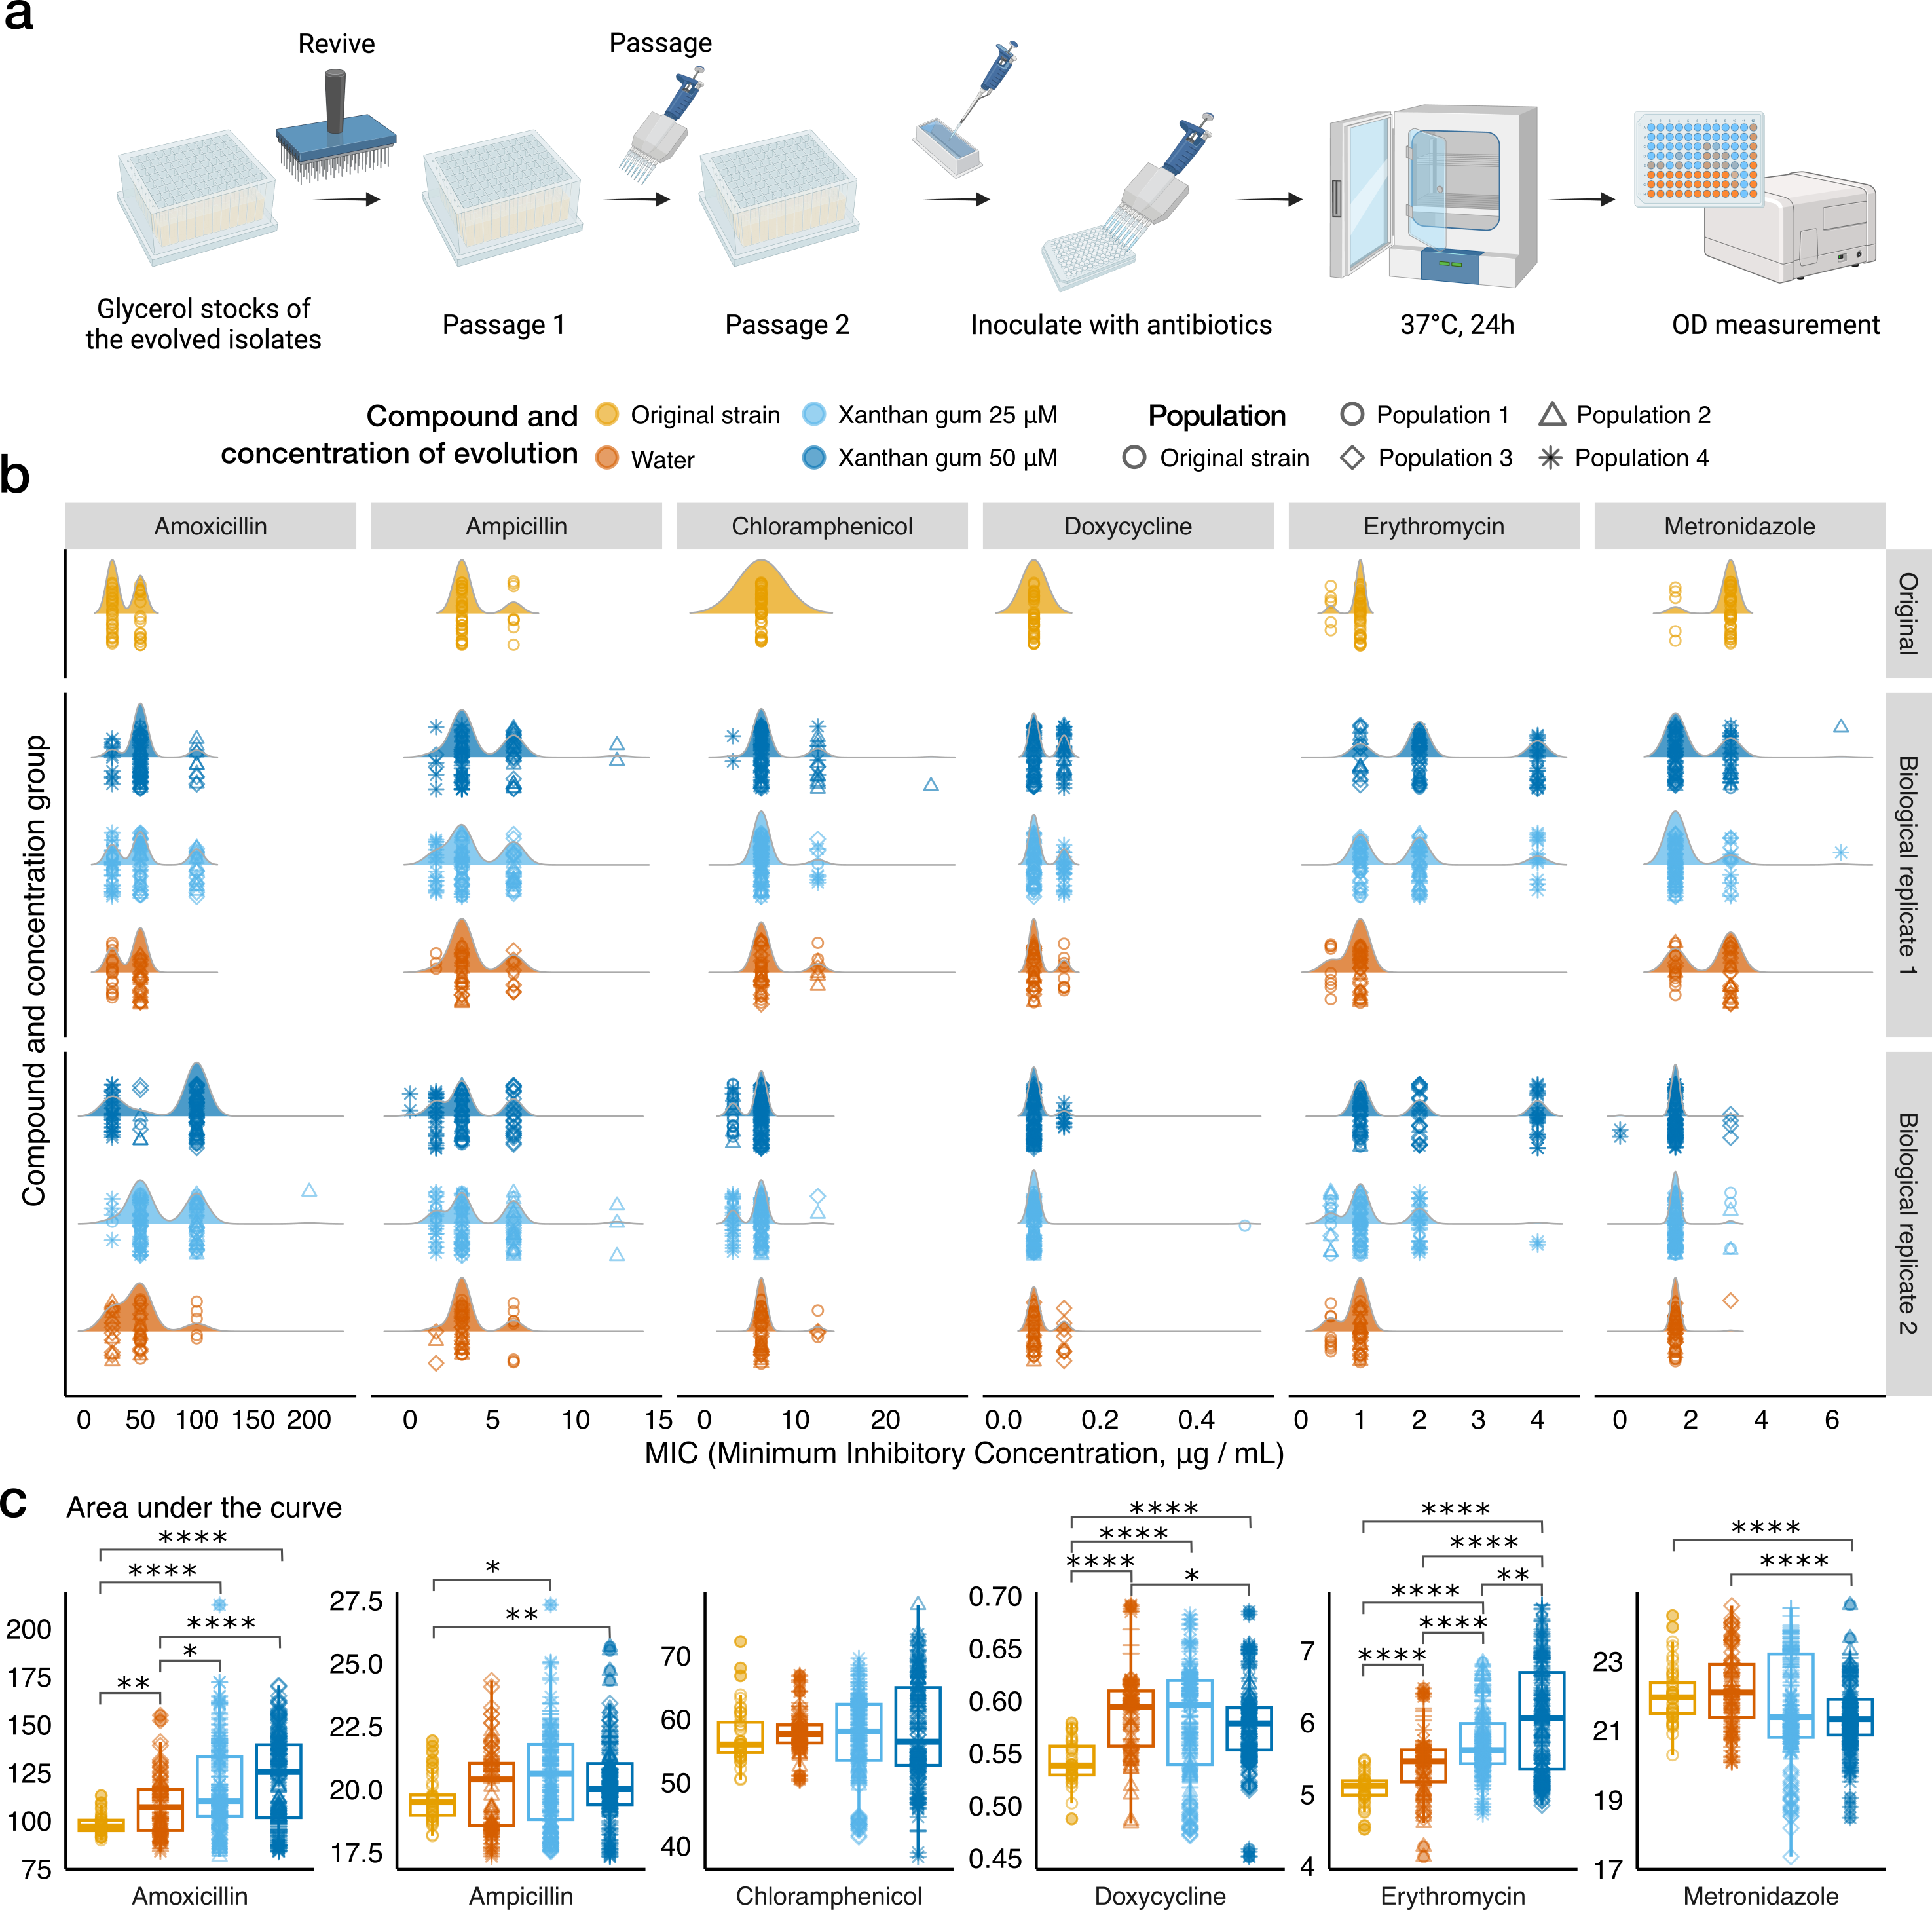 a
Revive
Passage
Glycerol stocks of
the evolved isolates
Passage 1
Passage 2
Inoculate with antibiotics
37°C, 24h
OD measurement
Compound and
concentration of evolution
Original strain
Xanthan gum 25 μM
Water
Xanthan gum 50 μM
Population
Population 1
Population 2
Original strain
Population 3
Population 4
b
Amoxicillin
Ampicillin
Chloramphenicol
Doxycycline
Erythromycin
Metronidazole
Original
Biological replicate 1
Biological replicate 2
Compound and concentration group
0 50 100 150 200
0 5 10 15
0 10 20
0.0 0.2 0.4
0 1 2 3 4
0 2 4 6
MIC (Minimum Inhibitory Concentration, μg / mL)
c
Area under the curve
****
****
****
*
**
200
175
150
125
100
75
Amoxicillin
*
**
27.5
25.0
22.5
20.0
17.5
Ampicillin
70
60
50
40
Chloramphenicol
****
****
****
*
0.70
0.65
0.60
0.55
0.50
0.45
Doxycycline
****
****
**
****
****
****
7
6
5
4
Erythromycin
****
****
23
21
19
17
Metronidazole